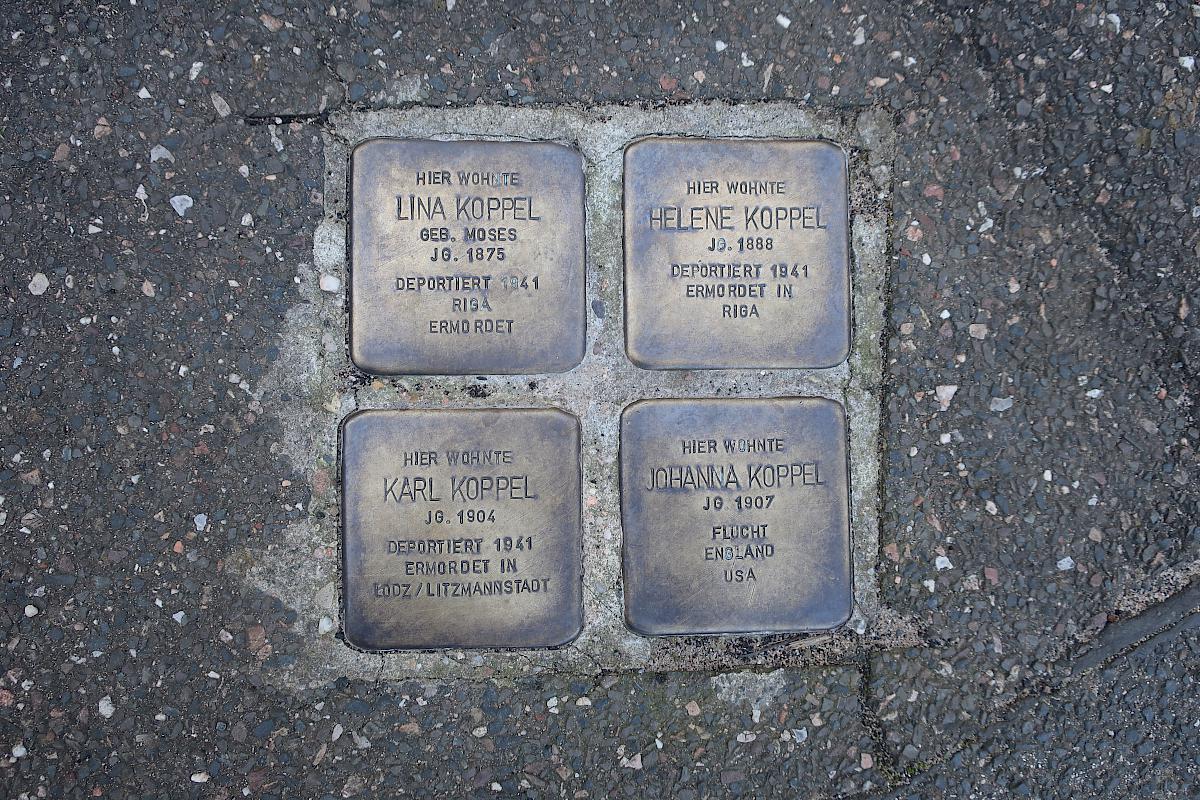 HIER WOHNTE
LINA KOPPEL
GEB. MOSES
JG. 1875
DEPORTIERT 1941
RIGA
ERMORDET
HIER WOHNTE
HELENE KOPPEL
JG. 1888
DEPORTIERT 1941
ERMORDET IN
RIGA
HIER WOHNTE
KARL KOPPEL
JG. 1904
DEPORTIERT 1941
ERMORDET IN
LODZ/LITZMANNSTADT
HIER WOHNTE
JOHANNA KOPPEL
JG. 1907
FLUCHT
ENGLAND
USA